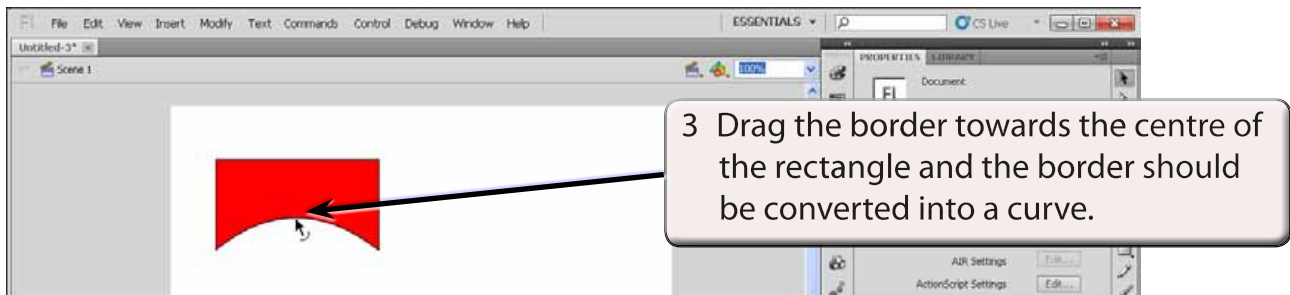 FL File Edit View Insert Modify Text Commands Control Debug Window Help ESSENTIALS CS Live
Untitled-3*
Scene 1 100%
PROPERTIES LIBRARY
FL Document
3 Drag the border towards the centre of
the rectangle and the border should
be converted into a curve.
AIR Settings Edit...
ActionScript Settings Edit...